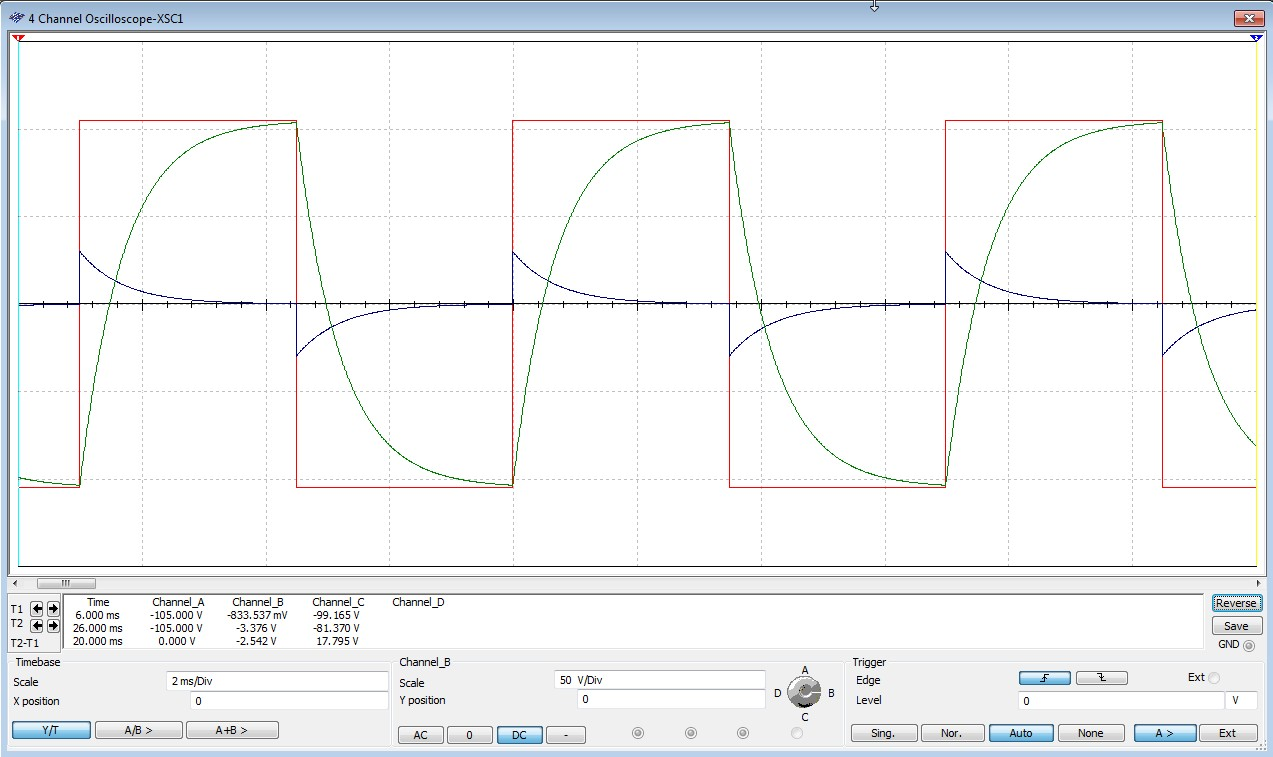 4 Channel Oscilloscope-XSC1
Time Channel_A Channel_B Channel_C Channel_D
T1 6.000 ms -105.000 V -833.537 mV -99.165 V
T2 26.000 ms -105.000 V -3.376 V -81.370 V
T2-T1 20.000 ms 0.000 V -2.542 V 17.795 V
Reverse
Save
GND
Timebase
Scale 2 ms/Div
X position 0
Y/T A/B > A+B >
Channel_B
Scale 50 V/Div
Y position 0
AC 0 DC -
A
D B
C
Trigger
Edge Ext
Level 0 V
Sing. Nor. Auto None A > Ext